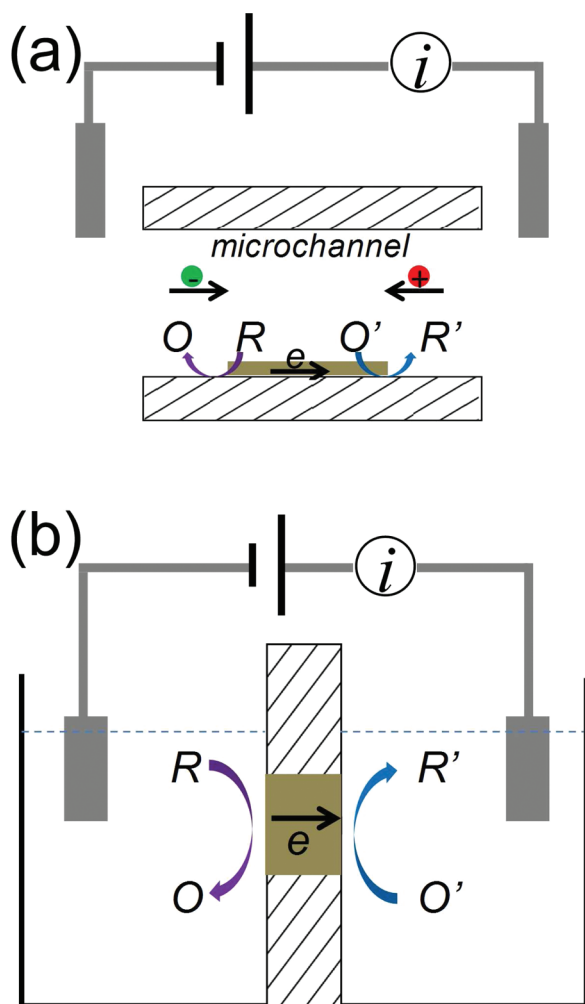 (a)
i
microchannel
- +
O R e O’ R’
(b)
i
R R’
e
O O’